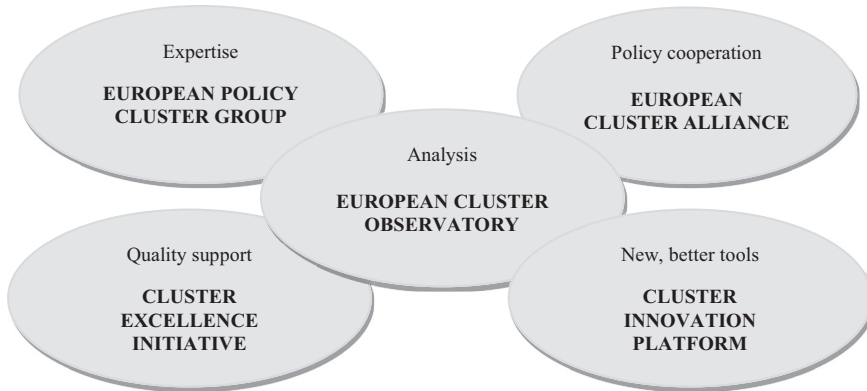 Expertise
EUROPEAN POLICY
CLUSTER GROUP
Policy cooperation
EUROPEAN
CLUSTER ALLIANCE
Analysis
EUROPEAN CLUSTER
OBSERVATORY
Quality support
CLUSTER
EXCELLENCE
INITIATIVE
New, better tools
CLUSTER
INNOVATION
PLATFORM